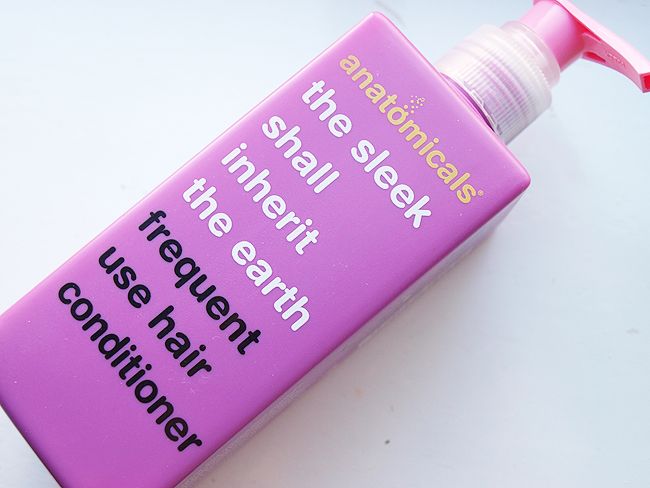 anatomicals®
the sleek
shall
inherit
the earth
frequent
use hair
conditioner